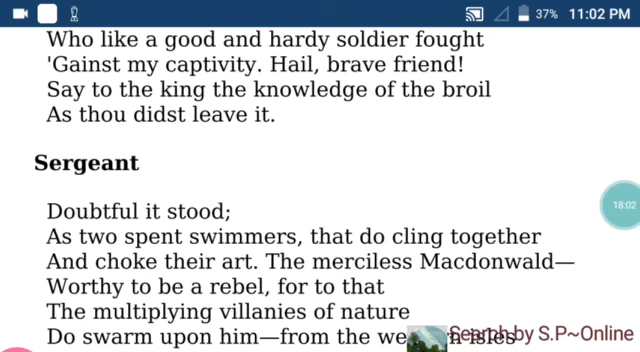 37% 11:02 PM
Who like a good and hardy soldier fought
'Gainst my captivity. Hail, brave friend!
Say to the king the knowledge of the broil
As thou didst leave it.
Sergeant
18:02
Doubtful it stood;
As two spent swimmers, that do cling together
And choke their art. The merciless Macdonwald—
Worthy to be a rebel, for to that
The multiplying villanies of nature
Do swarm upon him—from the isles
Search by S.P~Online